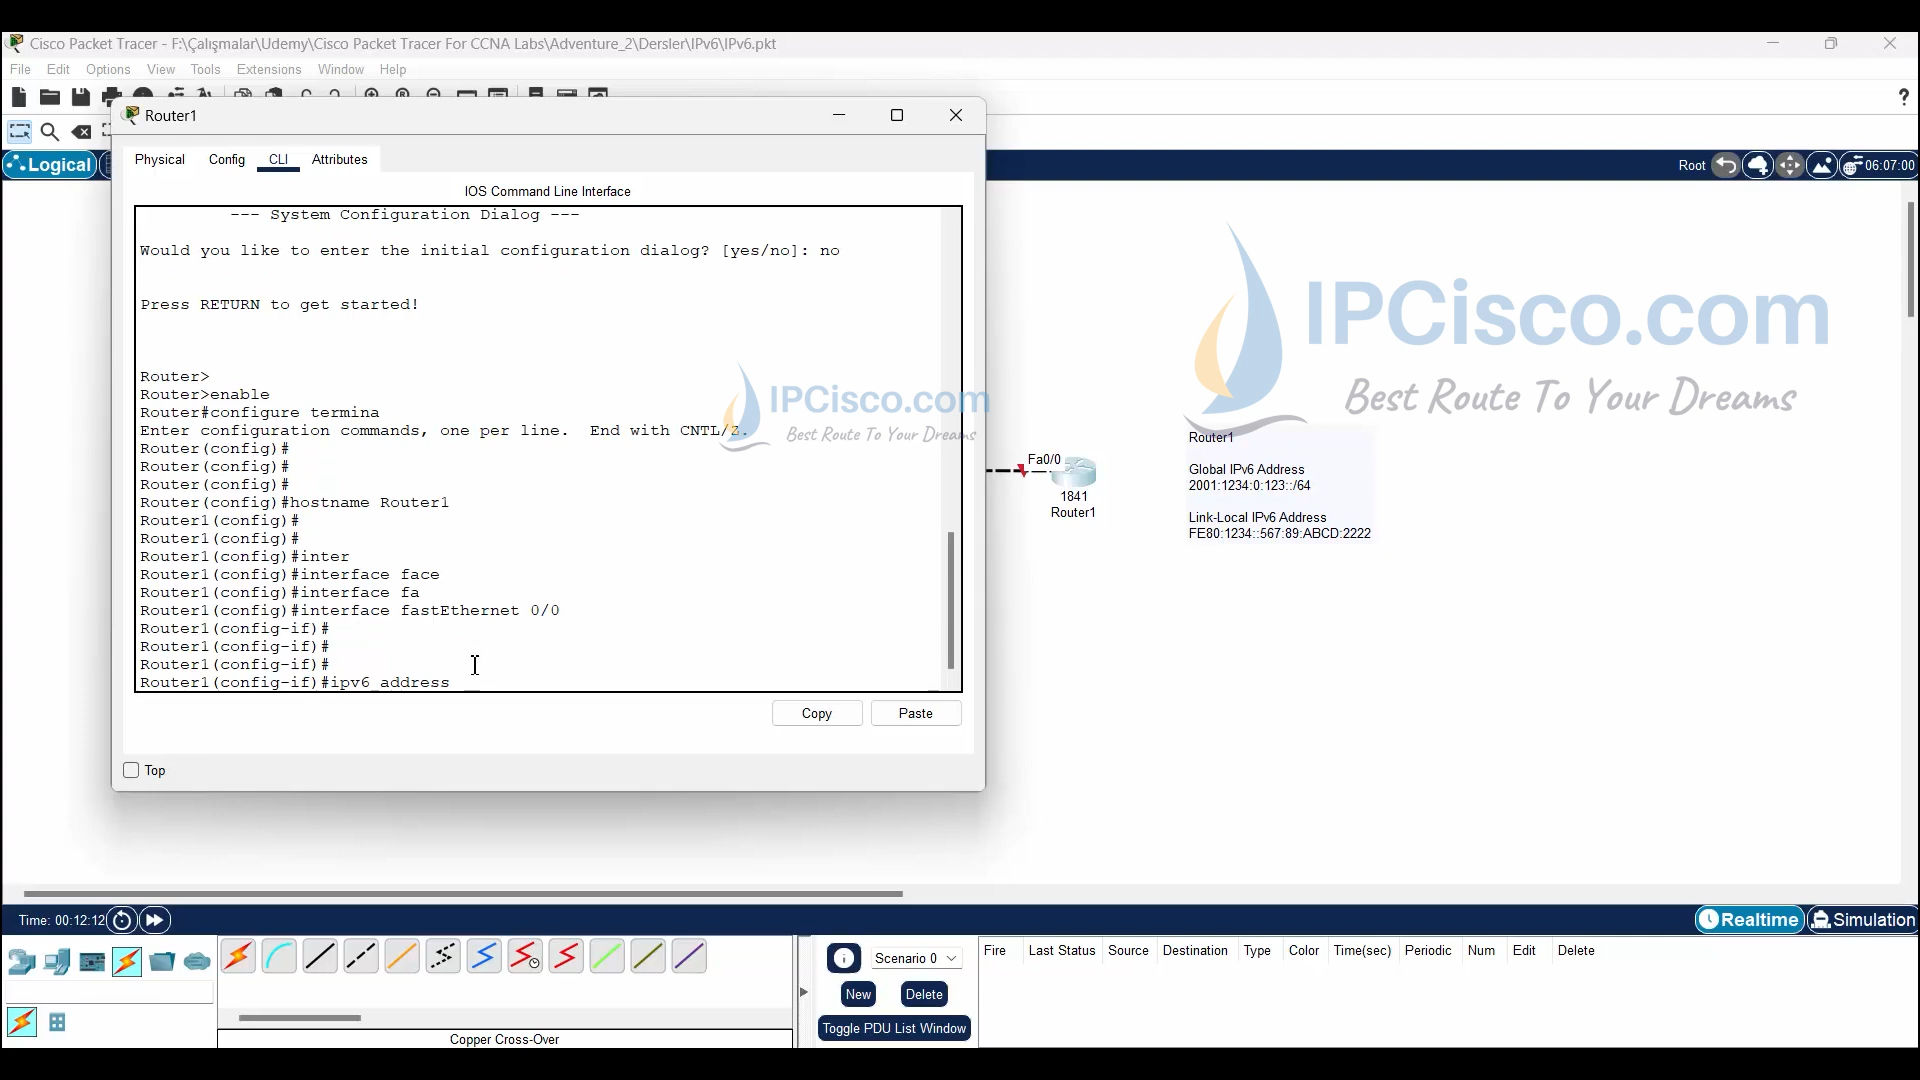 Cisco Packet Tracer - F:\Çalışmalar\Udemy\Cisco Packet Tracer For CCNA Labs\Adventure_2\Dersler\IPv6\IPv6.pkt
File Edit Options View Tools Extensions Window Help
Router1
Logical
Root
06:07:00
Physical Config CLI Attributes
IOS Command Line Interface
--- System Configuration Dialog ---
Would you like to enter the initial configuration dialog? [yes/no]: no
Press RETURN to get started!
Router>
Router>enable
Router#configure termina
Enter configuration commands, one per line. End with CNTL/Z.
Router(config)#
Router(config)#
Router(config)#
Router(config)#hostname Router1
Router1(config)#
Router1(config)#
Router1(config)#inter
Router1(config)#interface face
Router1(config)#interface fa
Router1(config)#interface fastEthernet 0/0
Router1(config-if)#
Router1(config-if)#
Router1(config-if)#
Router1(config-if)#ipv6 address
IPCisco.com
Best Route To Your Dreams
Copy Paste
Top
IPCisco.com
Best Route To Your Dreams
Fa0/0
1841
Router1
Router1
Global IPv6 Address
2001:1234:0:123::/64
Link-Local IPv6 Address
FE80:1234::567:89:ABCD:2222
Time: 00:12:12
Realtime Simulation
Scenario 0
New Delete
Toggle PDU List Window
Fire Last Status Source Destination Type Color Time(sec) Periodic Num Edit Delete
Copper Cross-Over